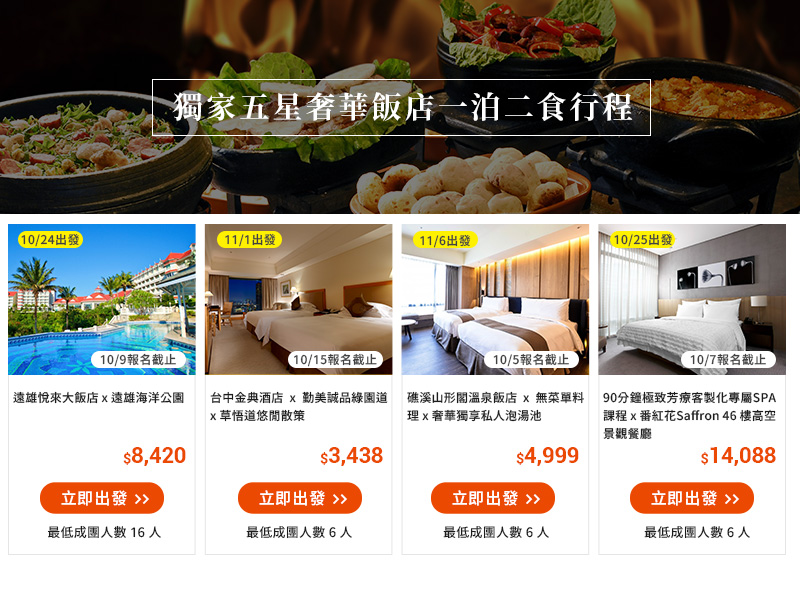 獨家五星奢華飯店一泊二食行程
10/24出發
10/9報名截止
遠雄悅來大飯店 x 遠雄海洋公園
$8,420
立即出發 >>
最低成團人數 16 人
11/1出發
10/15報名截止
台中金典酒店 x 勤美誠品綠園道
x 草悟道悠閒散策
$3,438
立即出發 >>
最低成團人數 6 人
11/6出發
10/5報名截止
礁溪山形閣溫泉飯店 x 無菜單料
理 x 奢華獨享私人泡湯池
$4,999
立即出發 >>
最低成團人數 6 人
10/25出發
10/7報名截止
90分鐘極致芳療客製化專屬SPA
課程 x 番紅花Saffron 46 樓高空
景觀餐廳
$14,088
立即出發 >>
最低成團人數 6 人